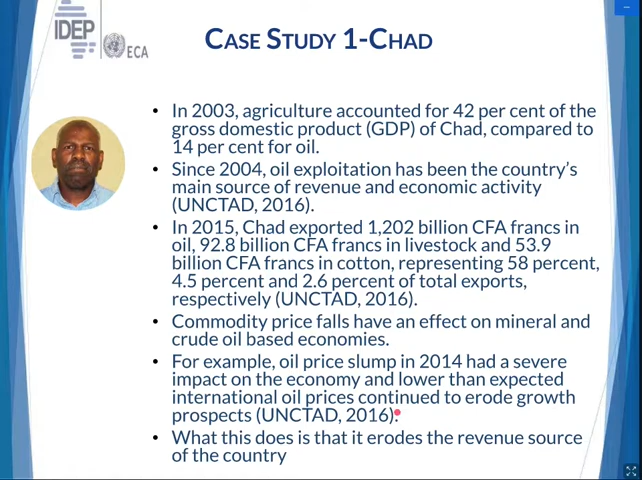 IDEP
ECA
CASE STUDY 1-CHAD
• In 2003, agriculture accounted for 42 per cent of the
gross domestic product (GDP) of Chad, compared to
14 per cent for oil.
• Since 2004, oil exploitation has been the country's
main source of revenue and economic activity
(UNCTAD, 2016).
• In 2015, Chad exported 1,202 billion CFA francs in
oil, 92.8 billion CFA francs in livestock and 53.9
billion CFA francs in cotton, representing 58 percent,
4.5 percent and 2.6 percent of total exports,
respectively (UNCTAD, 2016).
• Commodity price falls have an effect on mineral and
crude oil based economies.
• For example, oil price slump in 2014 had a severe
impact on the economy and lower than expected
international oil prices continued to erode growth
prospects (UNCTAD, 2016).
• What this does is that it erodes the revenue source
of the country